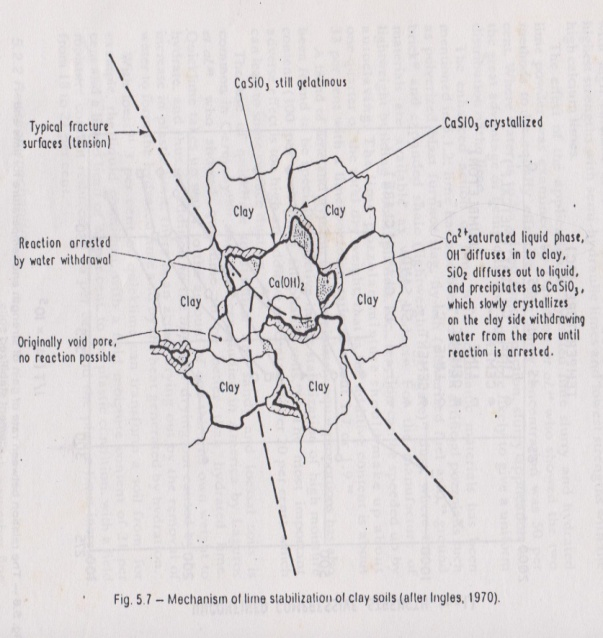 CaSiO3 still gelatinous
Typical fracture
surfaces (tension)
CaSIO3 crystallized
Clay
Clay
Reaction arrested
by water withdrawal
Ca2+ saturated liquid phase,
OH- diffuses in to clay,
SiO2 diffuses out to liquid,
and precipitates as CaSiO3,
which slowly crystallizes
on the clay side withdrawing
water from the pore until
reaction is arrested.
Ca(OH)2
Clay
Clay
Originally void pore,
no reaction possible
Clay
Clay
Fig. 5.7 — Mechanism of lime stabilization of clay soils (after Ingles, 1970).